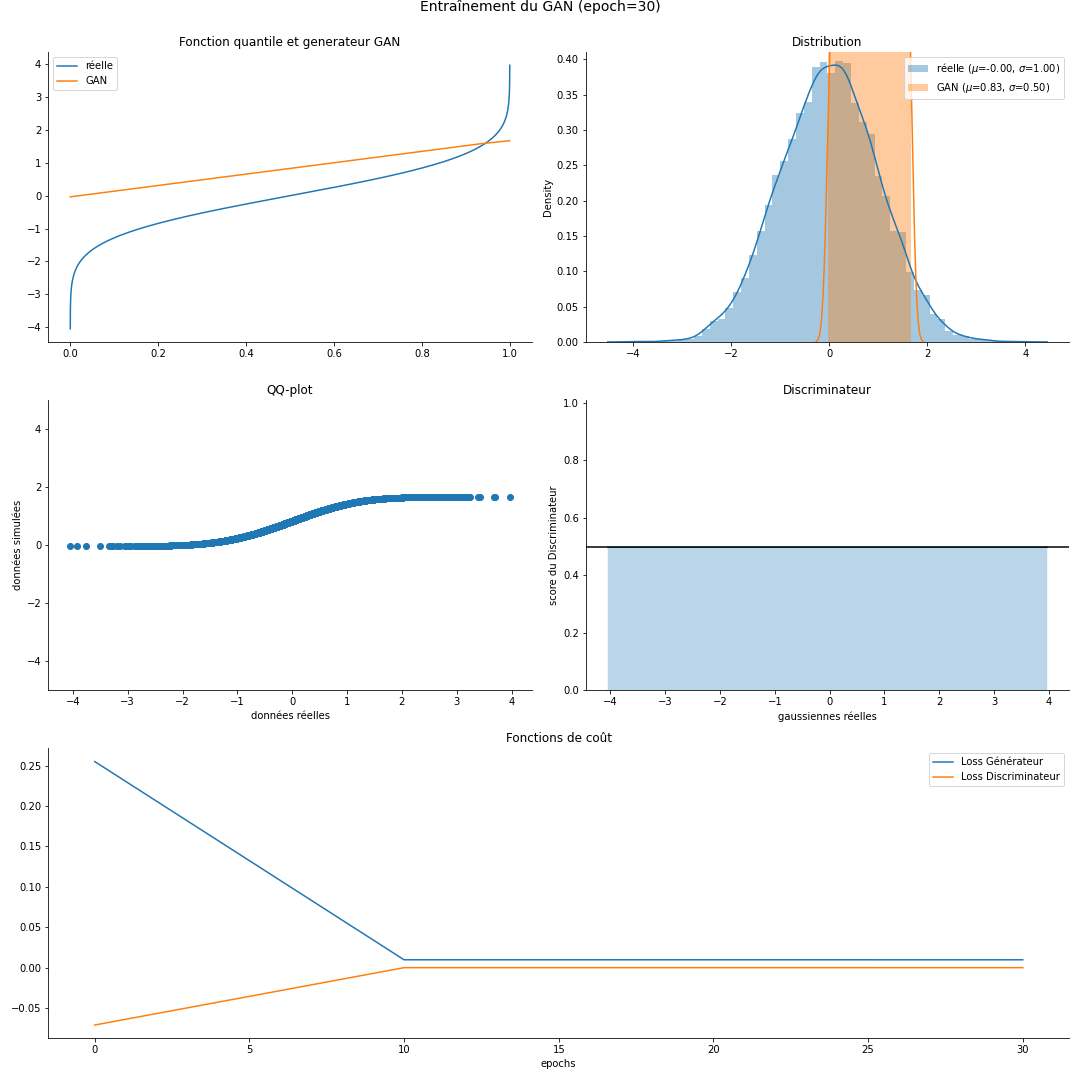 Entraînement du GAN (epoch=30)
Fonction quantile et generateur GAN
réelle
GAN
4
3
2
1
0
−1
−2
−3
−4
0.0 0.2 0.4 0.6 0.8 1.0
Distribution
réelle (μ=-0.00, σ=1.00)
GAN (μ=0.83, σ=0.50)
Density
0.40
0.35
0.30
0.25
0.20
0.15
0.10
0.05
0.00
−4 −2 0 2 4
QQ-plot
données simulées
4
2
0
−2
−4
−4 −3 −2 −1 0 1 2 3 4
données réelles
Discriminateur
score du Discriminateur
1.0
0.8
0.6
0.4
0.2
0.0
−4 −3 −2 −1 0 1 2 3 4
gaussiennes réelles
Fonctions de coût
Loss Générateur
Loss Discriminateur
0.25
0.20
0.15
0.10
0.05
0.00
−0.05
0 5 10 15 20 25 30
epochs